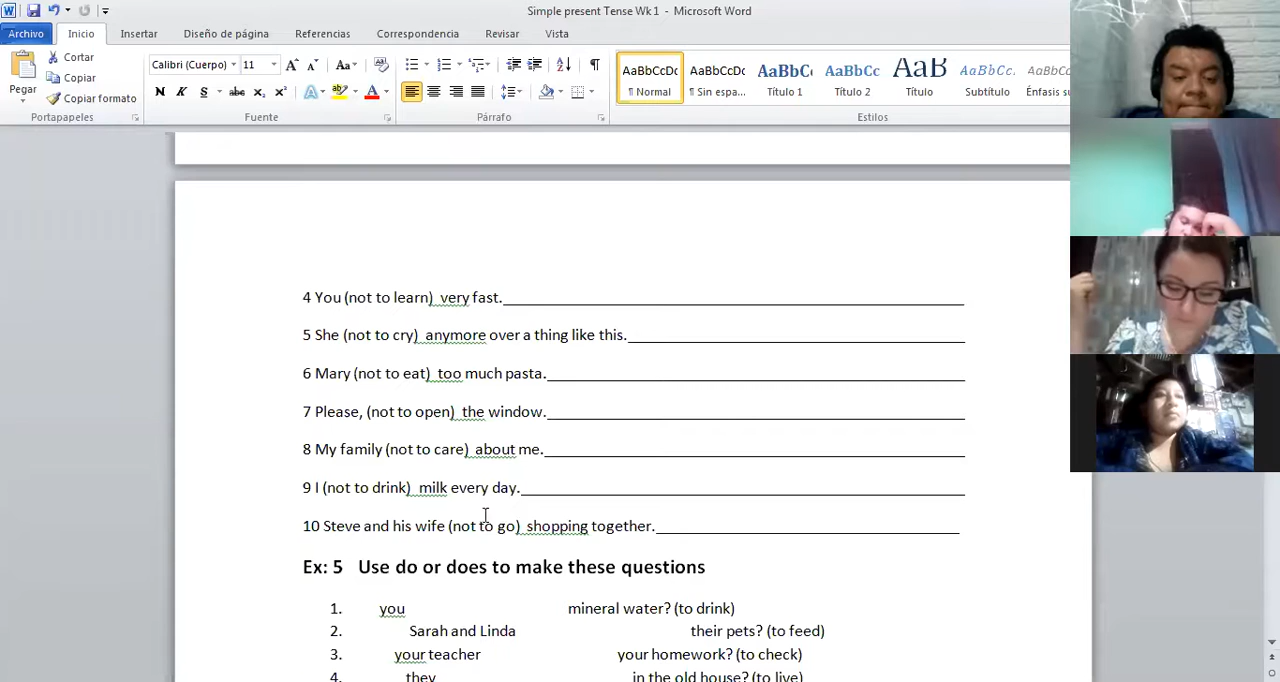 Simple present Tense Wk 1 - Microsoft Word
Archivo Inicio Insertar Diseño de página Referencias Correspondencia Revisar Vista
Pegar
Cortar
Copiar
Copiar formato
Portapapeles
Calibri (Cuerpo) 11
Fuente
Párrafo
AaBbCcDc AaBbCcDc AaBbC AaBbCc AaB AaBbCc. AaBbCc
¶ Normal ¶ Sin espa... Título 1 Título 2 Título Subtítulo Énfasis su
Estilos
4 You (not to learn) very fast.
5 She (not to cry) anymore over a thing like this.
6 Mary (not to eat) too much pasta.
7 Please, (not to open) the window.
8 My family (not to care) about me.
9 I (not to drink) milk every day.
10 Steve and his wife (not to go) shopping together.
Ex: 5 Use do or does to make these questions
1. you mineral water? (to drink)
2. Sarah and Linda their pets? (to feed)
3. your teacher your homework? (to check)
4. they in the old house? (to live)